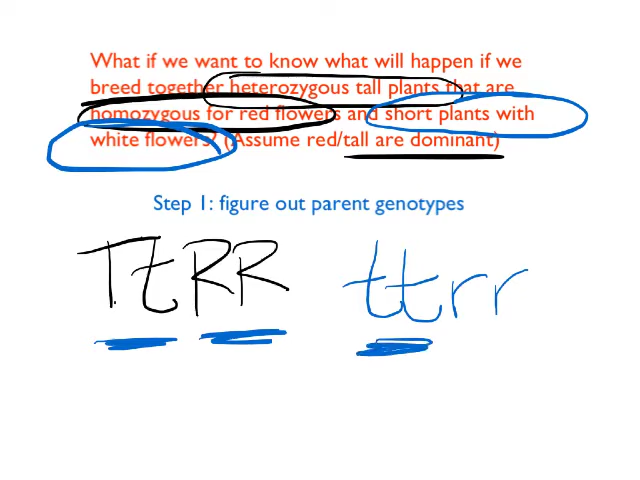 What if we want to know what will happen if we
breed together heterozygous tall plants that are
homozygous for red flowers and short plants with
white flowers? (Assume red/tall are dominant)
Step 1: figure out parent genotypes
TtRR ttrr